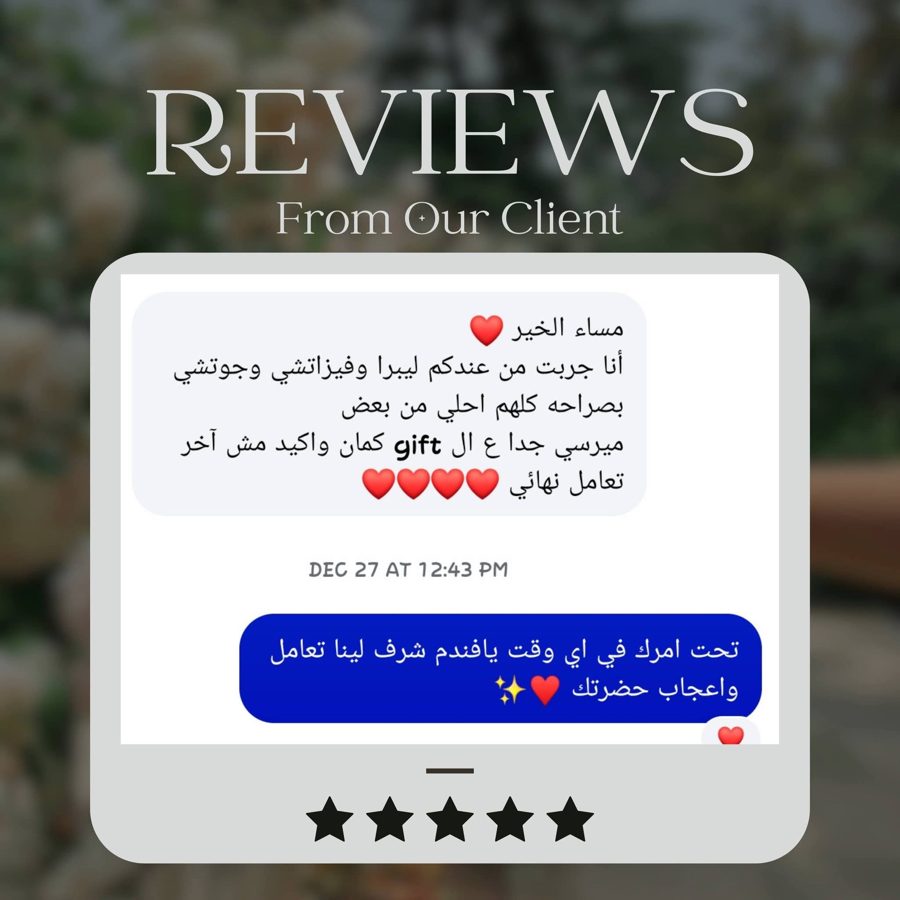 REVIEWS
From Our Client
مساء الخير ❤️
أنا جربت من عندكم ليبرا وفيزاتشي وجوتشي
بصراحه كلهم احلي من بعض
ميرسي جدا ع ال gift كمان واكيد مش آخر
تعامل نهائي ❤️❤️❤️❤️
DEC 27 AT 12:43 PM
تحت امرك في اي وقت يافندم شرف لينا تعامل
واعجاب حضرتك ❤️✨